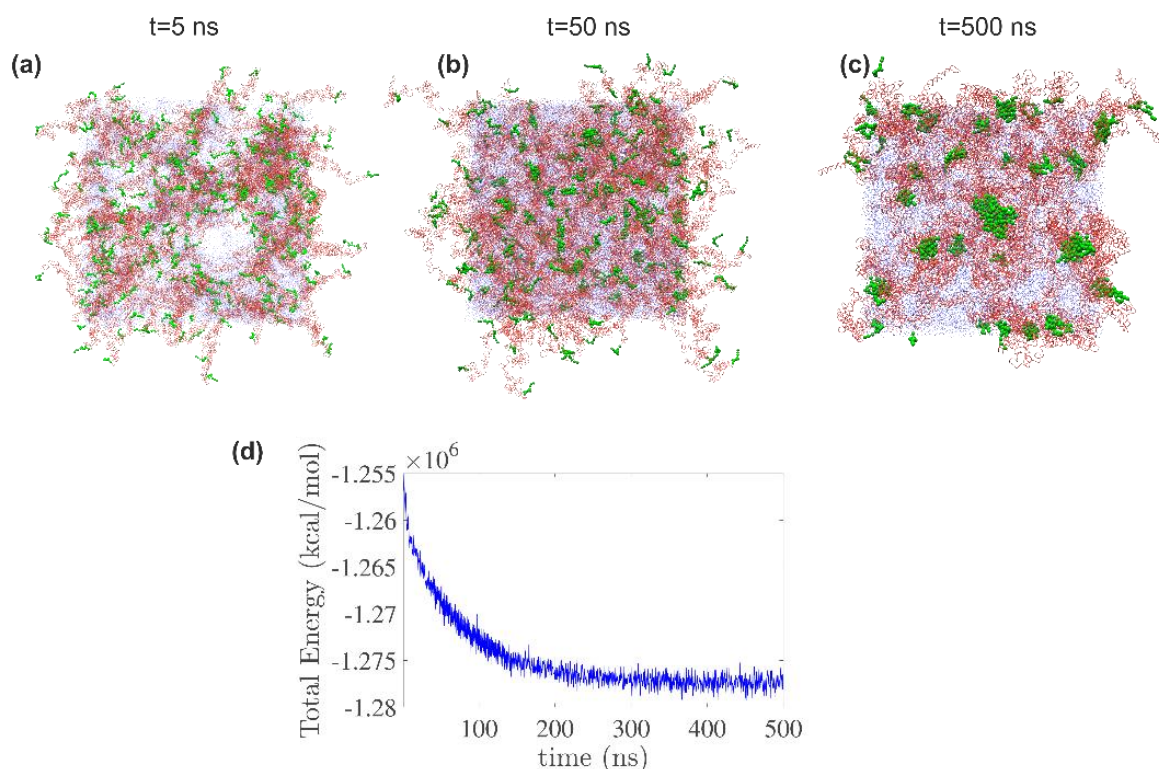 t=5 ns
t=50 ns
t=500 ns
(a)
(b)
(c)
(d)
×10^6
-1.255
-1.26
-1.265
-1.27
-1.275
-1.28
Total Energy (kcal/mol)
100 200 300 400 500
time (ns)